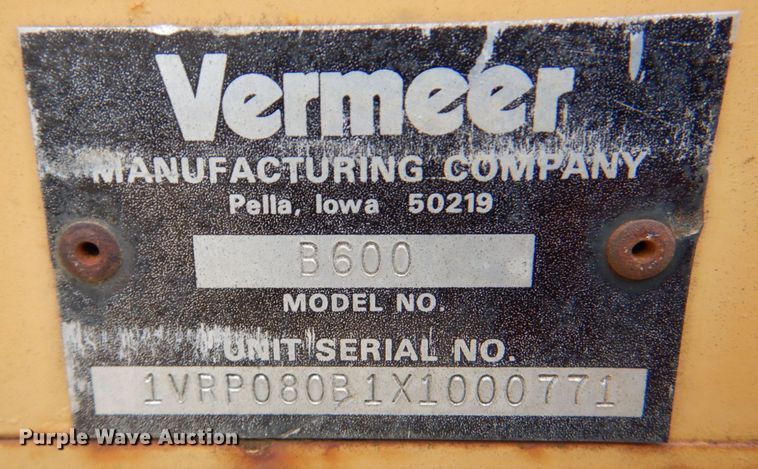 Vermeer
MANUFACTURING COMPANY
Pella, Iowa 50219
B600
MODEL NO.
UNIT SERIAL NO.
1VRP080B1X1000771
Purple Wave Auction